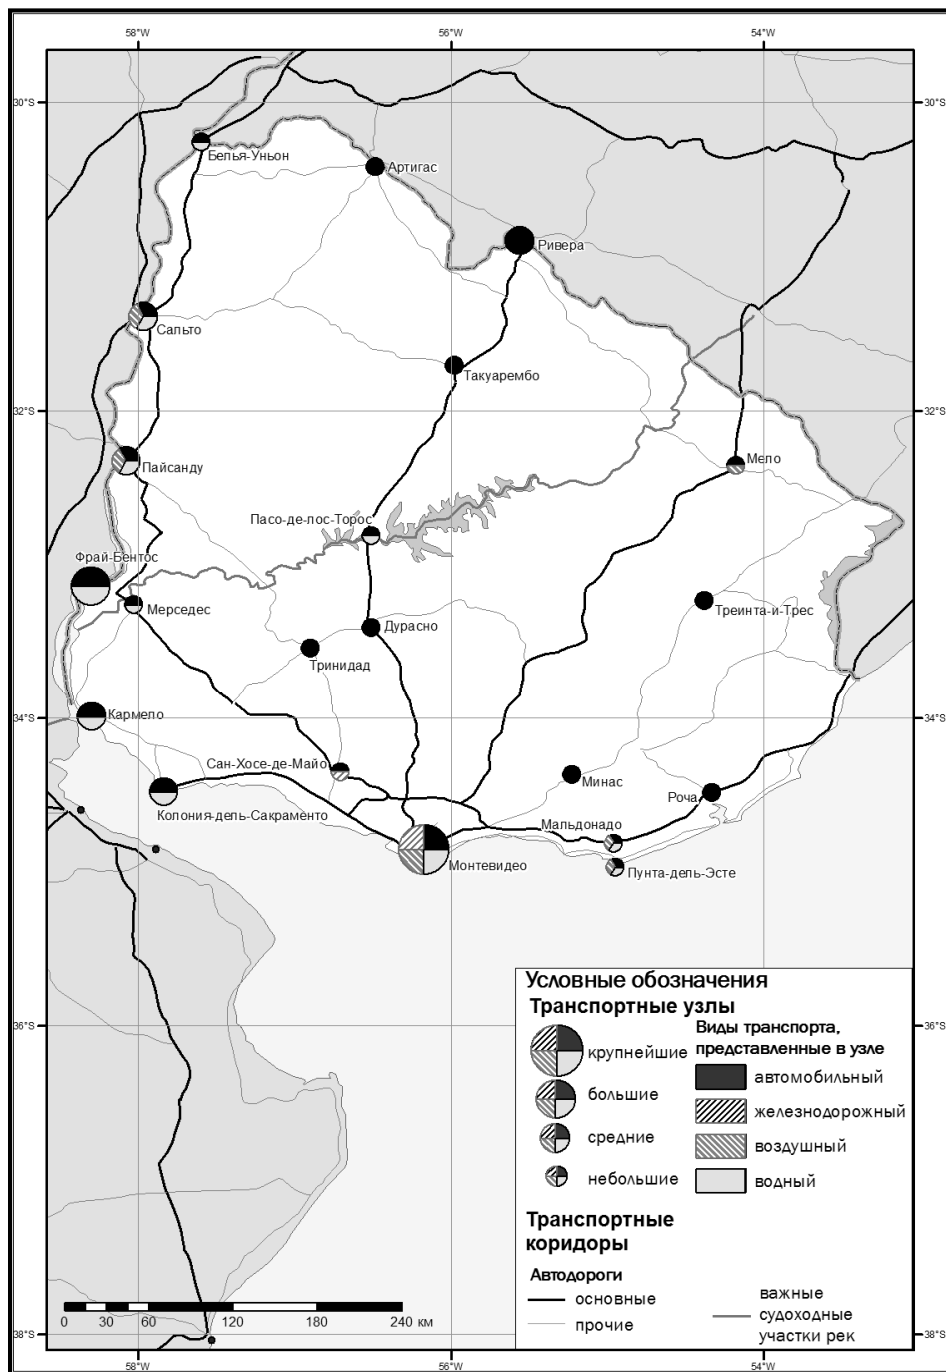 58°W
56°W
54°W
30°S
30°S
Белья-Уньон
Артигас
Ривера
Сальто
Такуарембо
32°S
32°S
Пайсанду
Мело
Пасо-де-лос-Торос
Фрай-Бентос
Мерседес
Дурасно
Треинта-и-Трес
Тринидад
34°S
34°S
Кармело
Сан-Хосе-де-Майо
Минас
Роча
Колония-дель-Сакраменто
Мальдонадо
Монтевидео
Пунта-дель-Эсте
36°S
36°S
Условные обозначения
Транспортные узлы
крупнейшие
большие
средние
небольшие
Виды транспорта,
представленные в узле
автомобильный
железнодорожный
воздушный
водный
Транспортные
коридоры
Автодороги
основные
прочие
важные
судоходные
участки рек
0 30 60 120 180 240 км
38°S
38°S
58°W
56°W
54°W